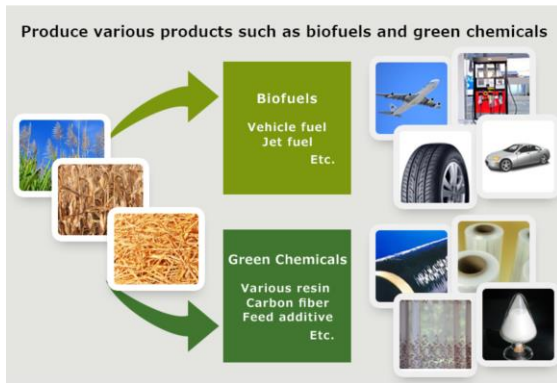 Produce various products such as biofuels and green chemicals
Biofuels
Vehicle fuel
Jet fuel
Etc.
Green Chemicals
Various resin
Carbon fiber
Feed additive
Etc.